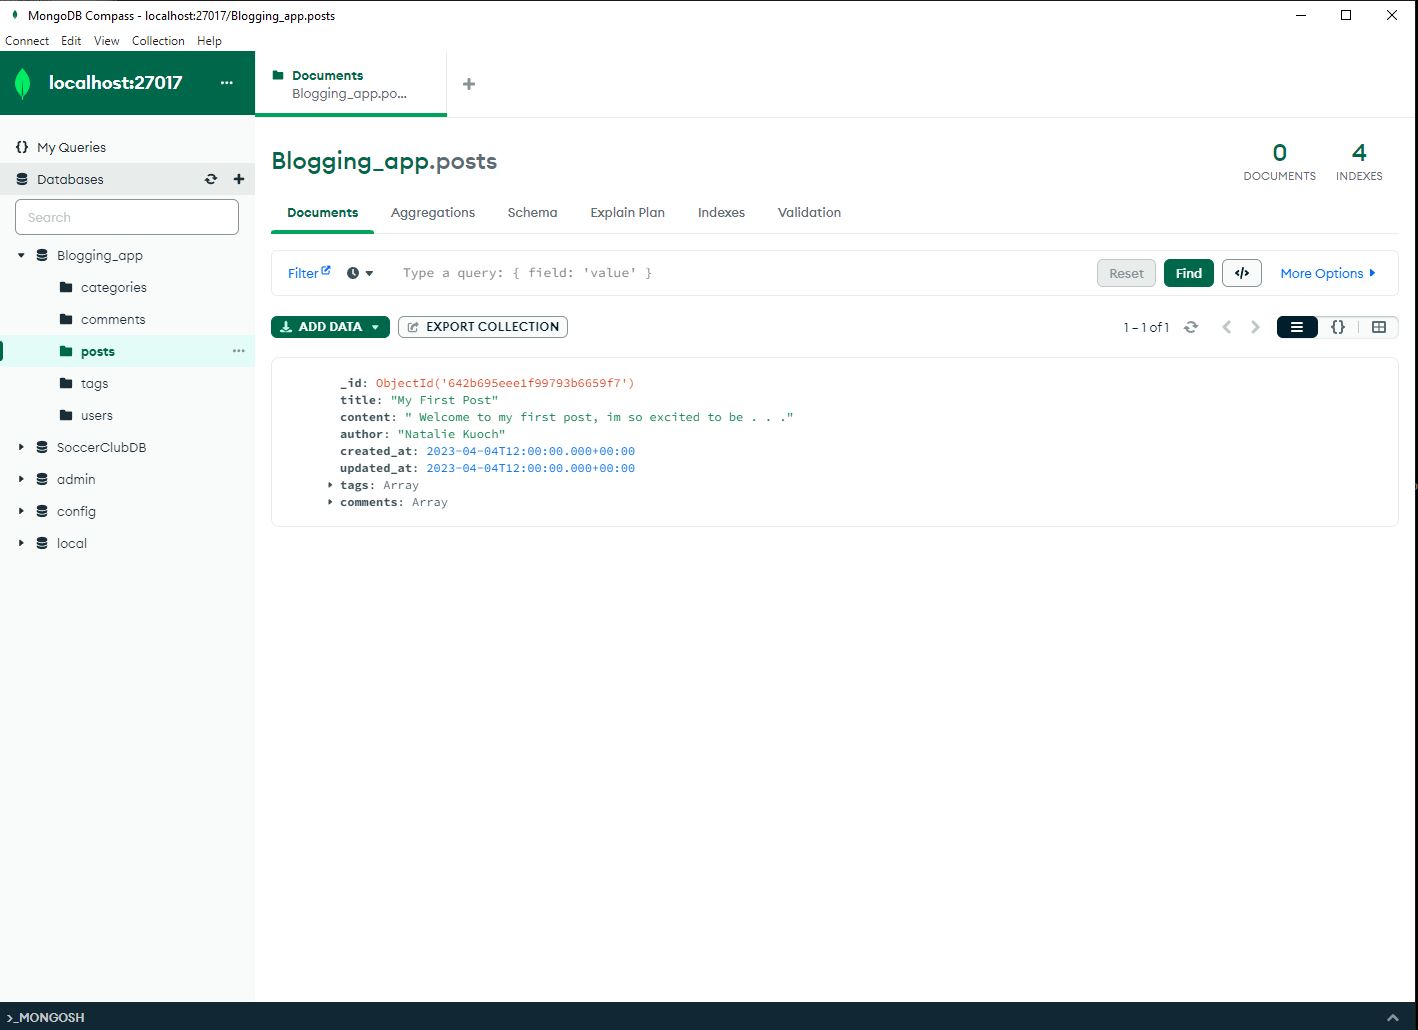 MongoDB Compass - localhost:27017/Blogging_app.posts
Connect Edit View Collection Help
localhost:27017 ...
Documents
Blogging_app.po...
+
{} My Queries
Databases
Search
Blogging_app
categories
comments
posts
tags
users
SoccerClubDB
admin
config
local
Blogging_app.posts
0
DOCUMENTS
4
INDEXES
Documents Aggregations Schema Explain Plan Indexes Validation
Filter Type a query: { field: 'value' } Reset Find </> More Options
ADD DATA EXPORT COLLECTION 1 – 1 of 1 {}
_id: ObjectId('642b695eee1f99793b6659f7')
title: "My First Post"
content: " Welcome to my first post, im so excited to be . . ."
author: "Natalie Kuoch"
created_at: 2023-04-04T12:00:00.000+00:00
updated_at: 2023-04-04T12:00:00.000+00:00
tags: Array
comments: Array
>_MONGOSH